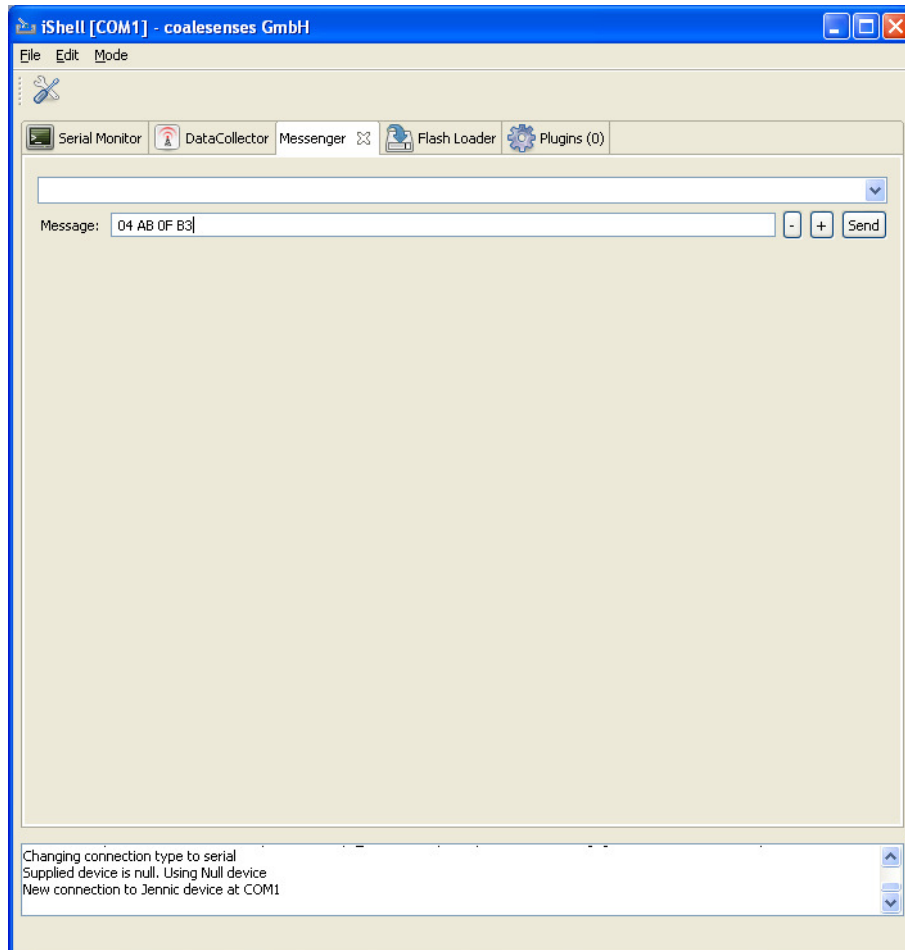 iShell [COM1] - coalesenses GmbH
File Edit Mode
Serial Monitor DataCollector Messenger Flash Loader Plugins (0)
Message: 04 AB 0F B3 - + Send
Changing connection type to serial
Supplied device is null. Using Null device
New connection to Jennic device at COM1